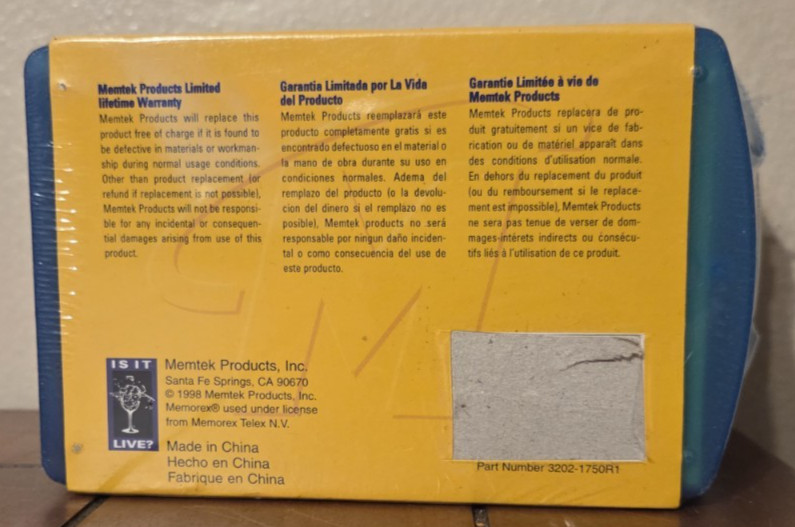 Memtek Products Limited
lifetime Warranty
Memtek Products will replace this
product free of charge if it is found to
be defective in materials or workman-
ship during normal usage conditions.
Other than product replacement (or
refund if replacement is not possible),
Memtek Products will not be responsi-
ble for any incidental or consequen-
tial damages arising from use of this
product.
Garantia Limitada por La Vida
del Producto
Memtek Products reemplazará este
producto completamente gratis si es
encontrado defectuoso en el material o
la mano de obra durante su uso en
condiciones normales. Adema del
remplazo del producto (o la devolu-
cion del dinero si el remplazo no es
posible), Memtek products no será
responsable por ningun daño inciden-
tal o como consecuencia del use de
este producto.
Garantie Limitée à vie de
Memtek Products
Memtek Products replacera de pro-
duit gratuitement si un vice de fab-
rication ou de matériel apparaît dans
des conditions d'utilisation normale.
En dehors du replacement du produit
(ou du remboursement si le replace-
ment est impossible), Memtek Products
ne sera pas tenue de verser de dom-
mages-intérets indirects ou consécu-
tifs liés à l'utilisation de ce produit.
IS IT
LIVE?
Memtek Products, Inc.
Santa Fe Springs, CA 90670
© 1998 Memtek Products, Inc.
Memorex® used under license
from Memorex Telex N.V.
Made in China
Hecho en China
Fabrique en China
Part Number 3202-1750R1